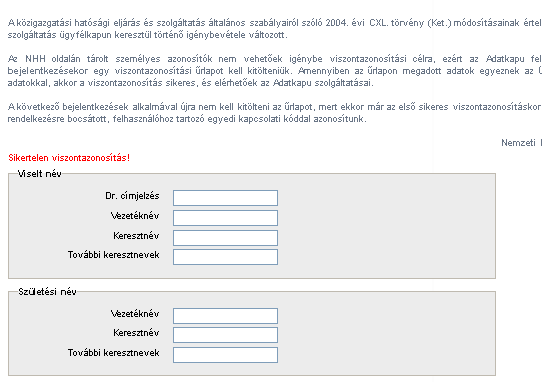 A közigazgatási hatósági eljárás és szolgáltatás általános szabályairól szóló 2004. évi CXL. törvény (Ket.) módosításainak értel
szolgáltatás ügyfélkapun keresztül történő igénybevétele változott.
Az NHH oldalán tárolt személyes azonosítók nem vehetőek igénybe viszontazonosítási célra, ezért az Adatkapu fel
bejelentkezésekor egy viszontazonosítási űrlapot kell kitölteniük. Amennyiben az űrlapon megadott adatok egyeznek az
adatokkal, akkor a viszontazonosítás sikeres, és elérhetőek az Adatkapu szolgáltatásai.
A következő bejelentkezések alkalmával újra nem kell kitölteni az űrlapot, mert ekkor már az első sikeres viszontazonosításkor
rendelkezésre bocsátott, felhasználóhoz tartozó egyedi kapcsolati kóddal azonosítunk.
Nemzeti
Sikertelen viszontazonosítás!
Viselt név
Dr. címjelzés
Vezetéknév
Keresztnév
További keresztnevek
Születési név
Vezetéknév
Keresztnév
További keresztnevek